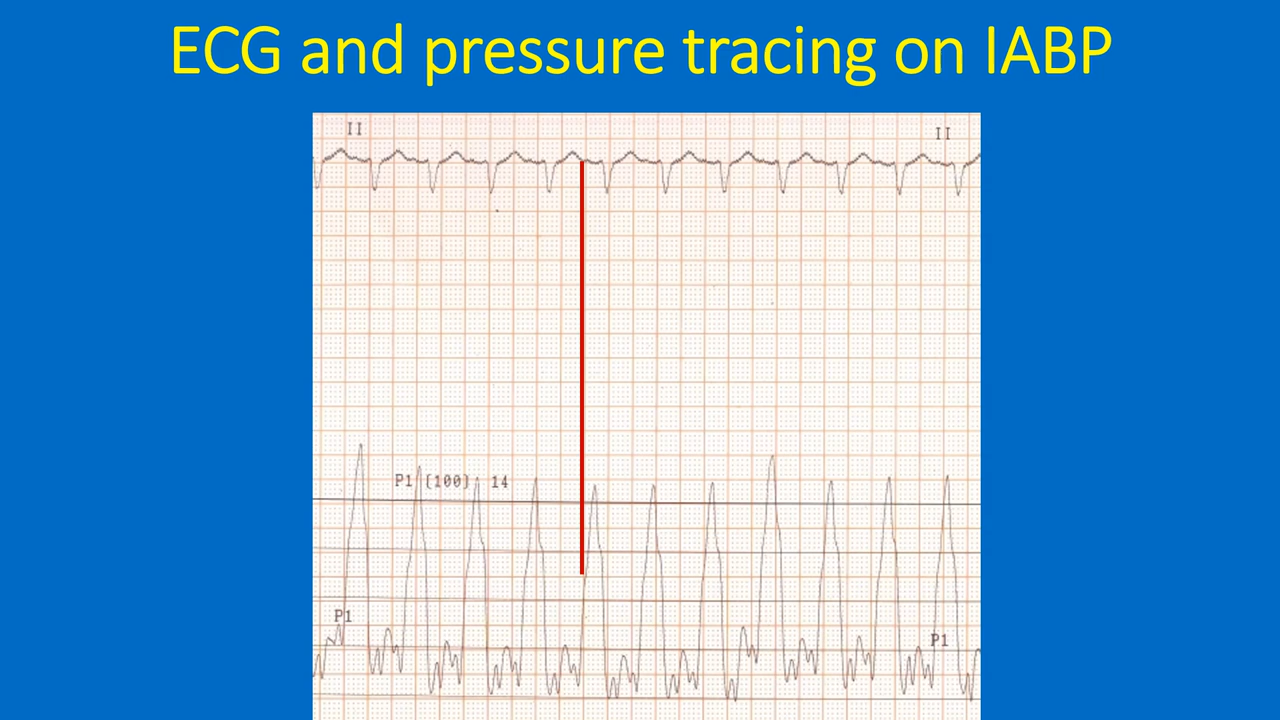 ECG and pressure tracing on IABP
II II
P1 (100) 14
P1
P1